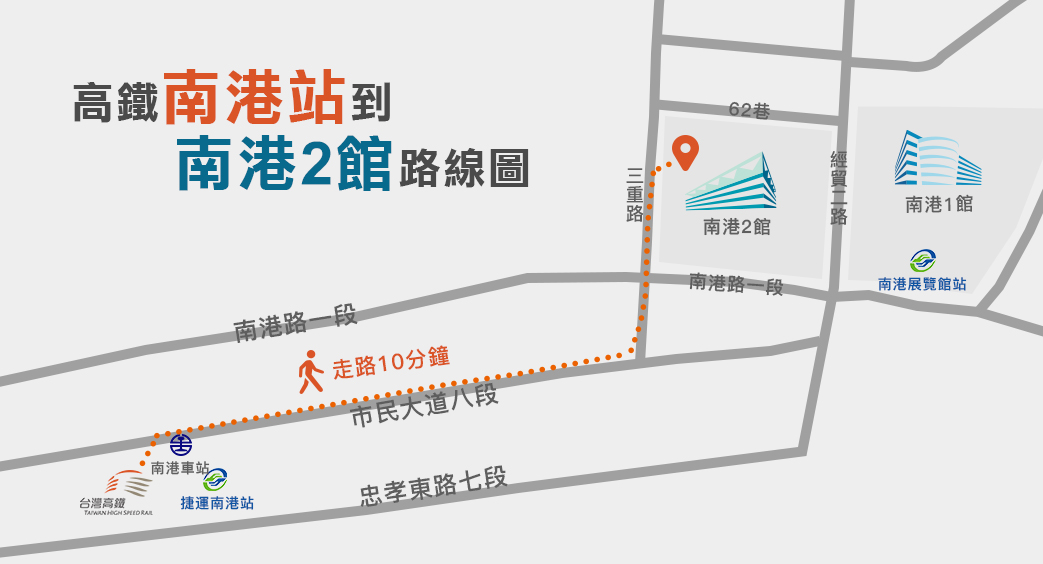 高鐵南港站到
南港2館路線圖
62巷
三重路
經貿二路
南港2館
南港1館
南港展覽館站
南港路一段
南港路一段
走路10分鐘
市民大道八段
南港車站
台灣高鐵
TAIWAN HIGH SPEED RAIL
捷運南港站
忠孝東路七段